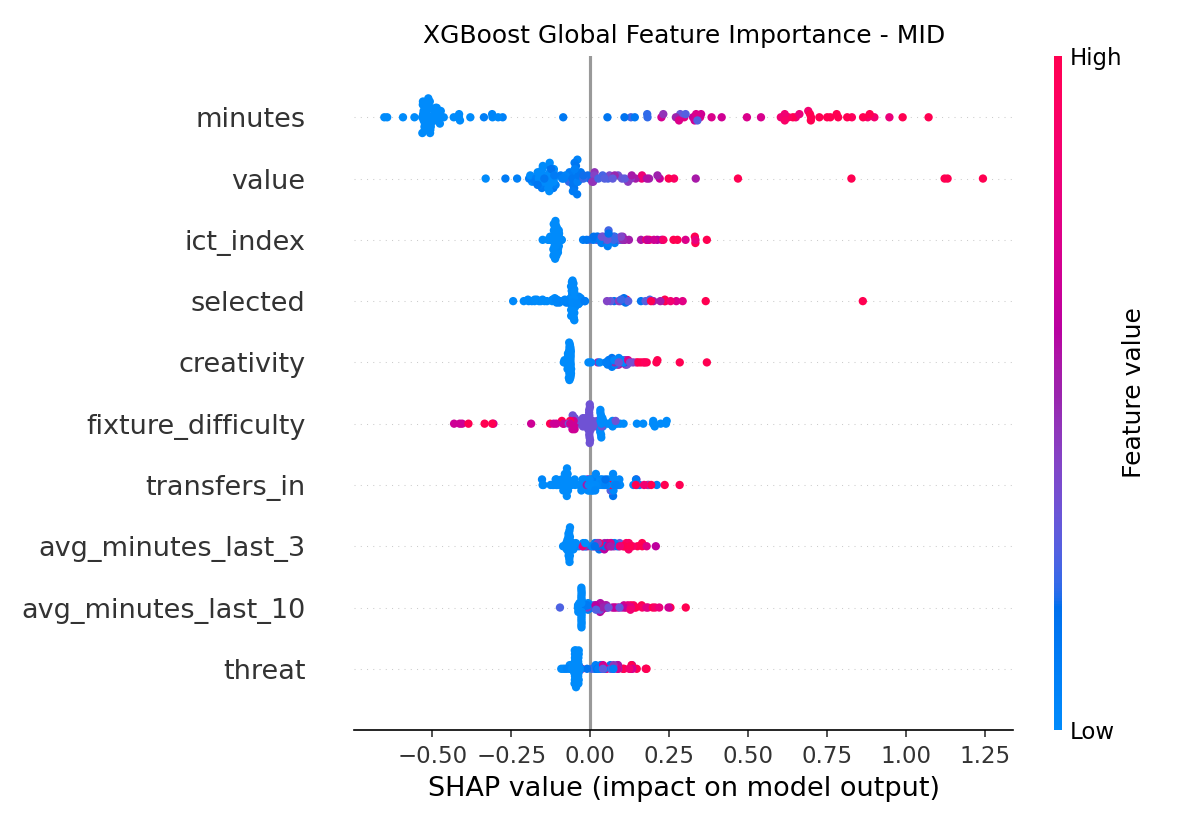 XGBoost Global Feature Importance - MID
High
minutes
value
ict_index
selected
creativity
fixture_difficulty
transfers_in
avg_minutes_last_3
avg_minutes_last_10
threat
Feature value
Low
−0.50 −0.25 0.00 0.25 0.50 0.75 1.00 1.25
SHAP value (impact on model output)